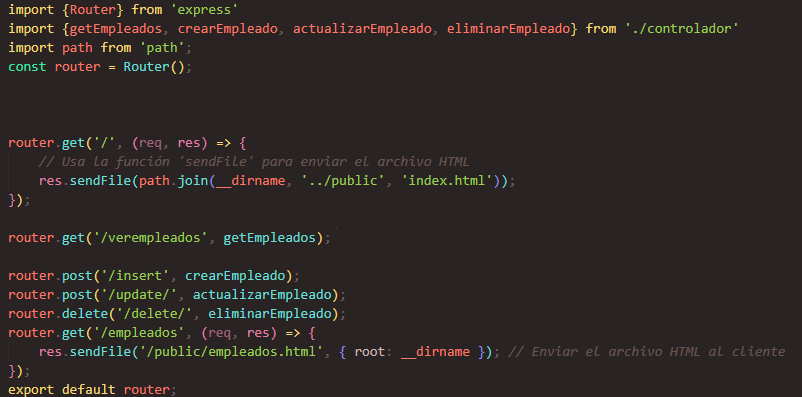 import {Router} from 'express'
import {getEmpleados, crearEmpleado, actualizarEmpleado, eliminarEmpleado} from './controlador'
import path from 'path';
const router = Router();
router.get('/', (req, res) => {
// Usa la función 'sendFile' para enviar el archivo HTML
res.sendFile(path.join(__dirname, '../public', 'index.html'));
});
router.get('/verempleados', getEmpleados);
router.post('/insert', crearEmpleado);
router.post('/update/', actualizarEmpleado);
router.delete('/delete/', eliminarEmpleado);
router.get('/empleados', (req, res) => {
res.sendFile('/public/empleados.html', { root: __dirname }); // Enviar el archivo HTML al cliente
});
export default router;